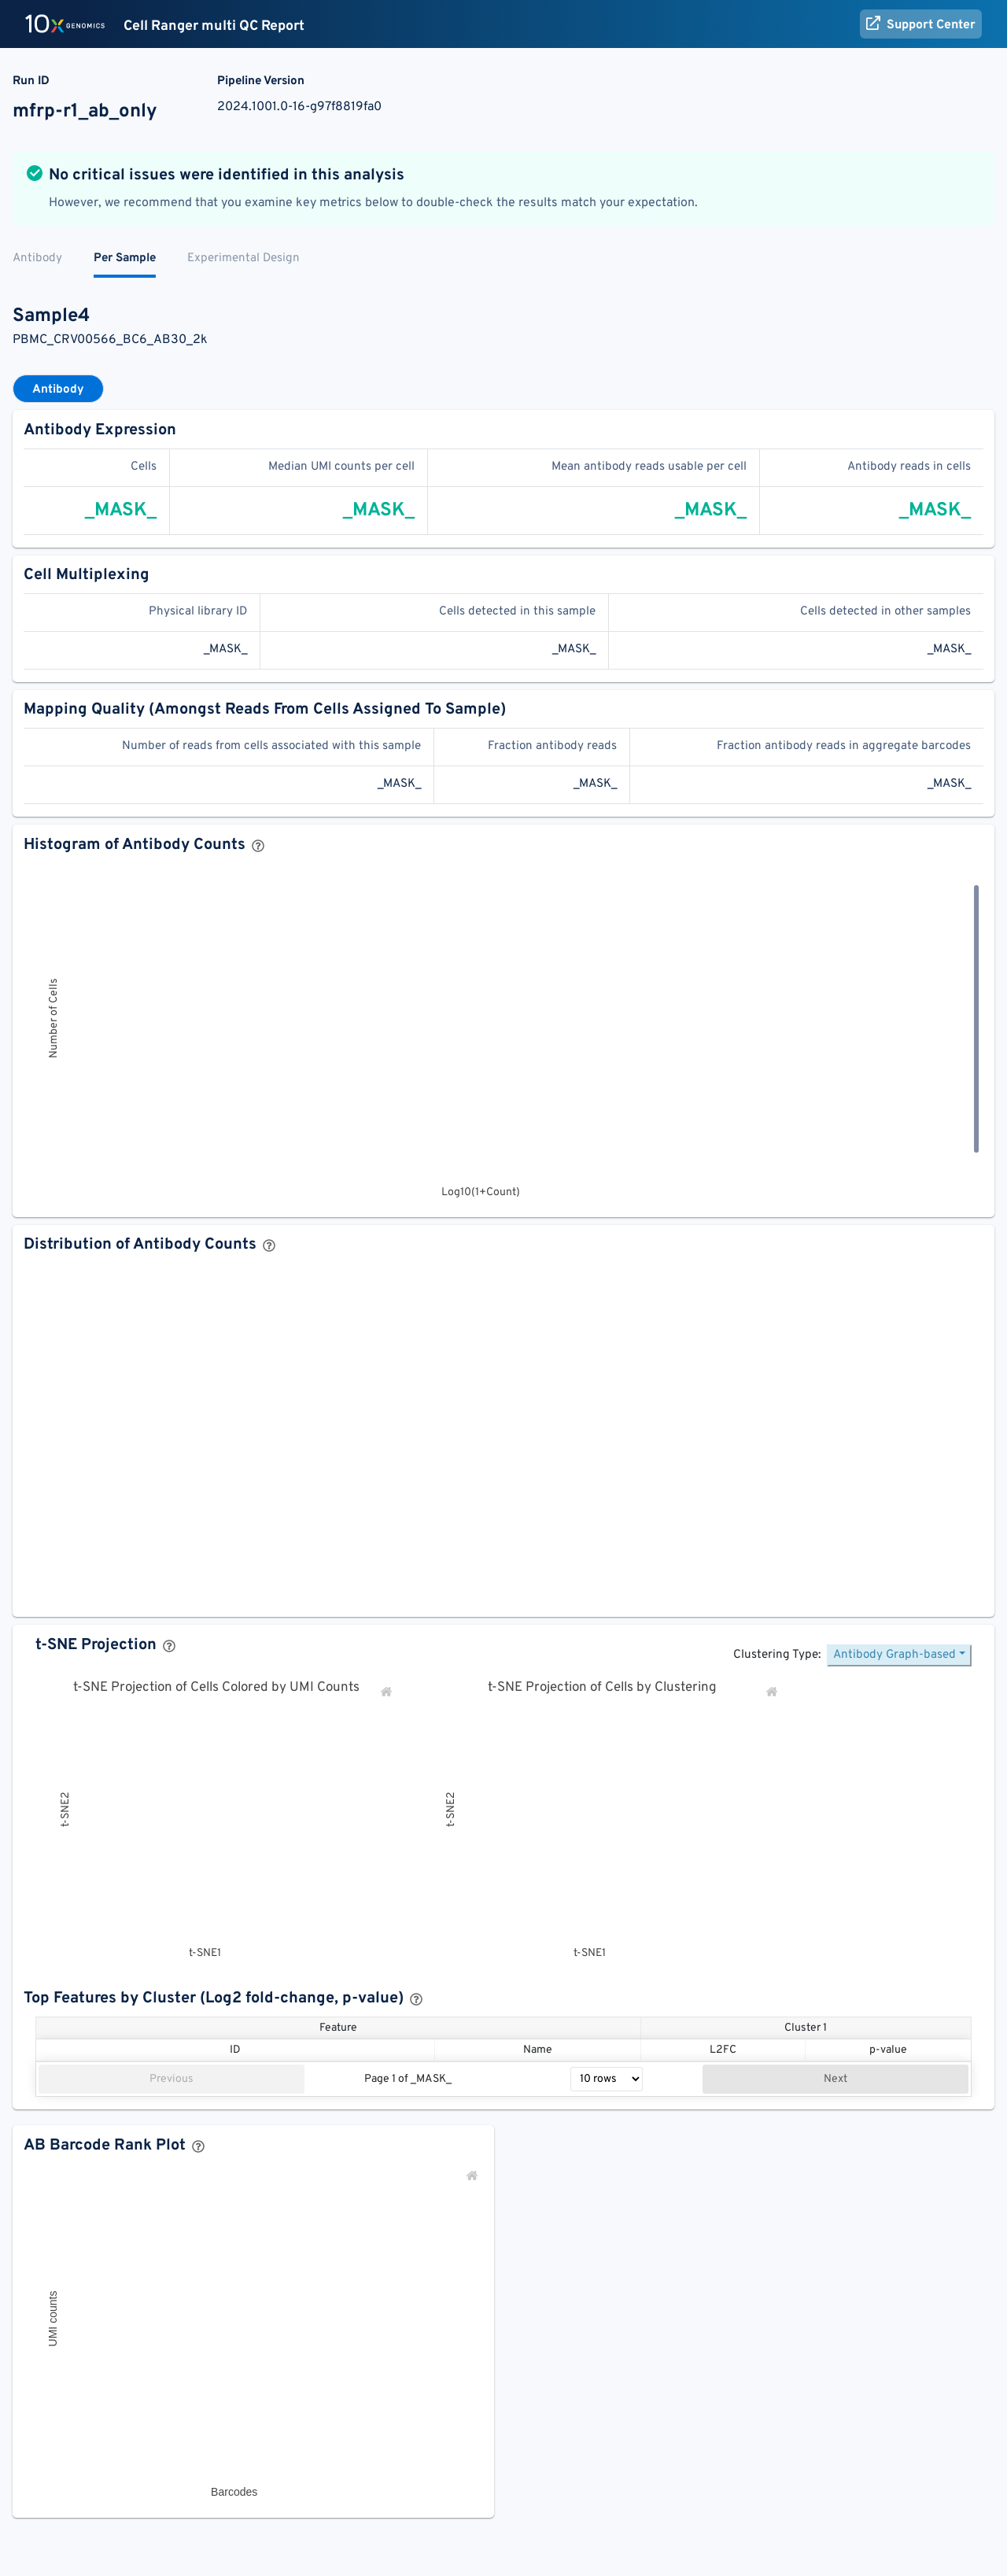 10x GENOMICS Cell Ranger multi QC Report Support Center
Run ID Pipeline Version
mfrp-r1_ab_only 2024.1001.0-16-g97f8819fa0
No critical issues were identified in this analysis
However, we recommend that you examine key metrics below to double-check the results match your expectation.
Antibody Per Sample Experimental Design
Sample4
PBMC_CRV00566_BC6_AB30_2k
Antibody
Antibody Expression
Cells Median UMI counts per cell Mean antibody reads usable per cell Antibody reads in cells
_MASK_ _MASK_ _MASK_ _MASK_
Cell Multiplexing
Physical library ID Cells detected in this sample Cells detected in other samples
_MASK_ _MASK_ _MASK_
Mapping Quality (Amongst Reads From Cells Assigned To Sample)
Number of reads from cells associated with this sample Fraction antibody reads Fraction antibody reads in aggregate barcodes
_MASK_ _MASK_ _MASK_
Histogram of Antibody Counts ?
Number of Cells
Log10(1+Count)
Distribution of Antibody Counts ?
t-SNE Projection ?
Clustering Type: Antibody Graph-based
t-SNE Projection of Cells Colored by UMI Counts t-SNE Projection of Cells by Clustering
t-SNE2 t-SNE2
t-SNE1 t-SNE1
Top Features by Cluster (Log2 fold-change, p-value) ?
Feature Cluster 1
ID Name L2FC p-value
Previous Page 1 of _MASK_ 10 rows Next
AB Barcode Rank Plot ?
UMI counts
Barcodes